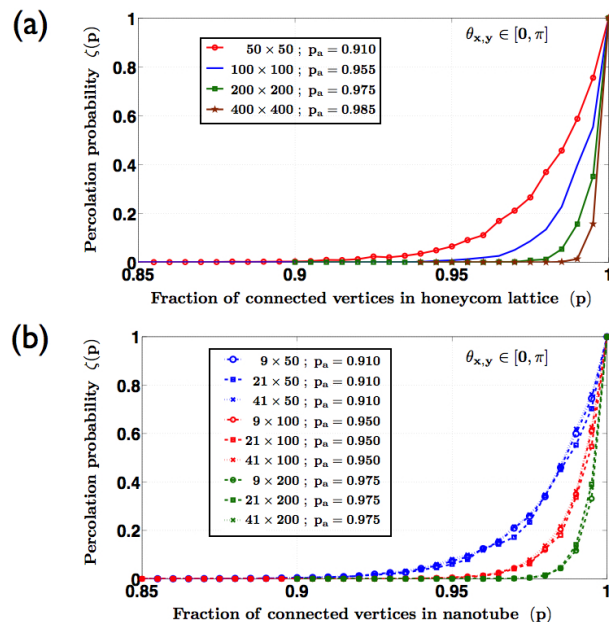 (a)
θx,y ∈ [0, π]
50 × 50 ; pa = 0.910
100 × 100 ; pa = 0.955
200 × 200 ; pa = 0.975
400 × 400 ; pa = 0.985
Percolation probability ζ(p)
1
0.8
0.6
0.4
0.2
0
0.85 0.9 0.95 1
Fraction of connected vertices in honeycom lattice (p)
(b)
θx,y ∈ [0, π]
9 × 50 ; pa = 0.910
21 × 50 ; pa = 0.910
41 × 50 ; pa = 0.910
9 × 100 ; pa = 0.950
21 × 100 ; pa = 0.950
41 × 100 ; pa = 0.950
9 × 200 ; pa = 0.975
21 × 200 ; pa = 0.975
41 × 200 ; pa = 0.975
Percolation probability ζ(p)
1
0.8
0.6
0.4
0.2
0
0.85 0.9 0.95 1
Fraction of connected vertices in nanotube (p)